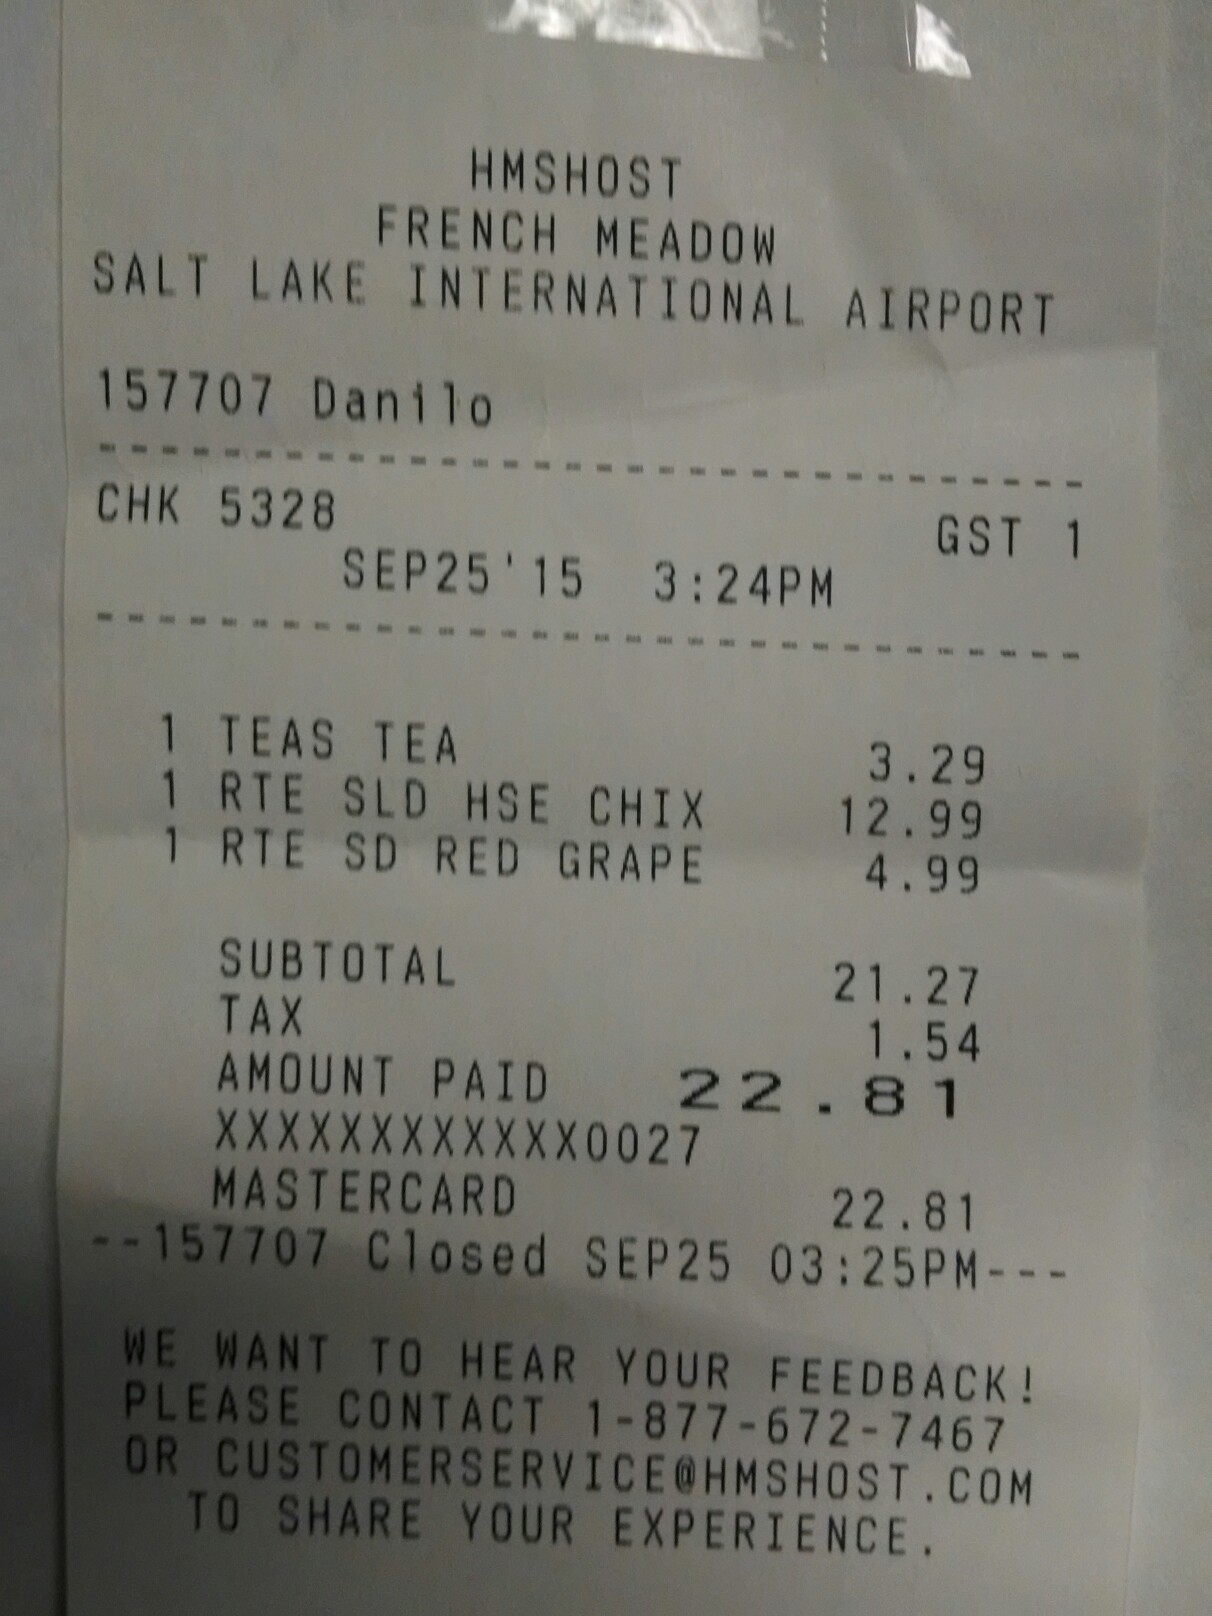 HMSHOST
FRENCH MEADOW
SALT LAKE INTERNATIONAL AIRPORT
157707 Danilo
--------------------------------
CHK 5328 GST 1
SEP25'15 3:24PM
--------------------------------
1 TEAS TEA 3.29
1 RTE SLD HSE CHIX 12.99
1 RTE SD RED GRAPE 4.99
SUBTOTAL 21.27
TAX 1.54
AMOUNT PAID 22.81
XXXXXXXXXXXX0027
MASTERCARD 22.81
--157707 Closed SEP25 03:25PM---
WE WANT TO HEAR YOUR FEEDBACK!
PLEASE CONTACT 1-877-672-7467
OR CUSTOMERSERVICE@HMSHOST.COM
TO SHARE YOUR EXPERIENCE.